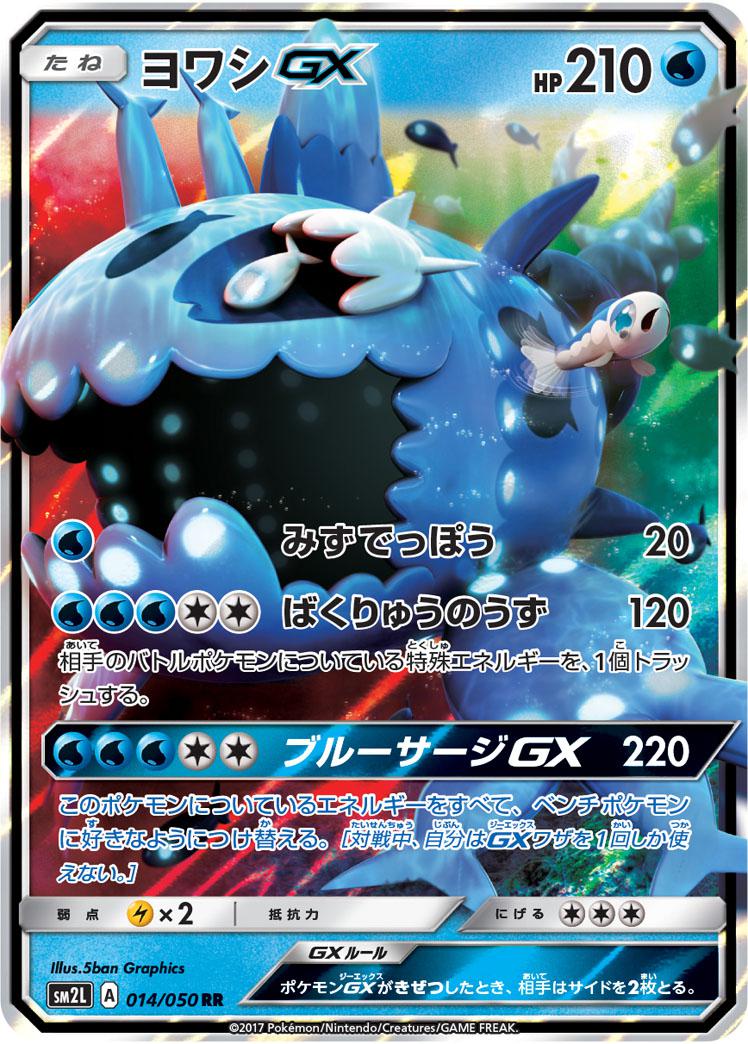 たね ヨワシGX HP210
みずでっぽう 20
ばくりゅうのうず 120
相手のバトルポケモンについている特殊エネルギーを、1個トラッ
シュする。
ブルーサージGX 220
このポケモンについているエネルギーをすべて、ベンチポケモン
に好きなようにつけ替える。[対戦中、自分はGXワザを1回しか使
えない。]
弱点 ×2 抵抗力 にげる
GXルール
ポケモンGXがきぜつしたとき、相手はサイドを2枚とる。
Illus.5ban Graphics
SM2L A 014/050 RR
©2017 Pokémon/Nintendo/Creatures/GAME FREAK.